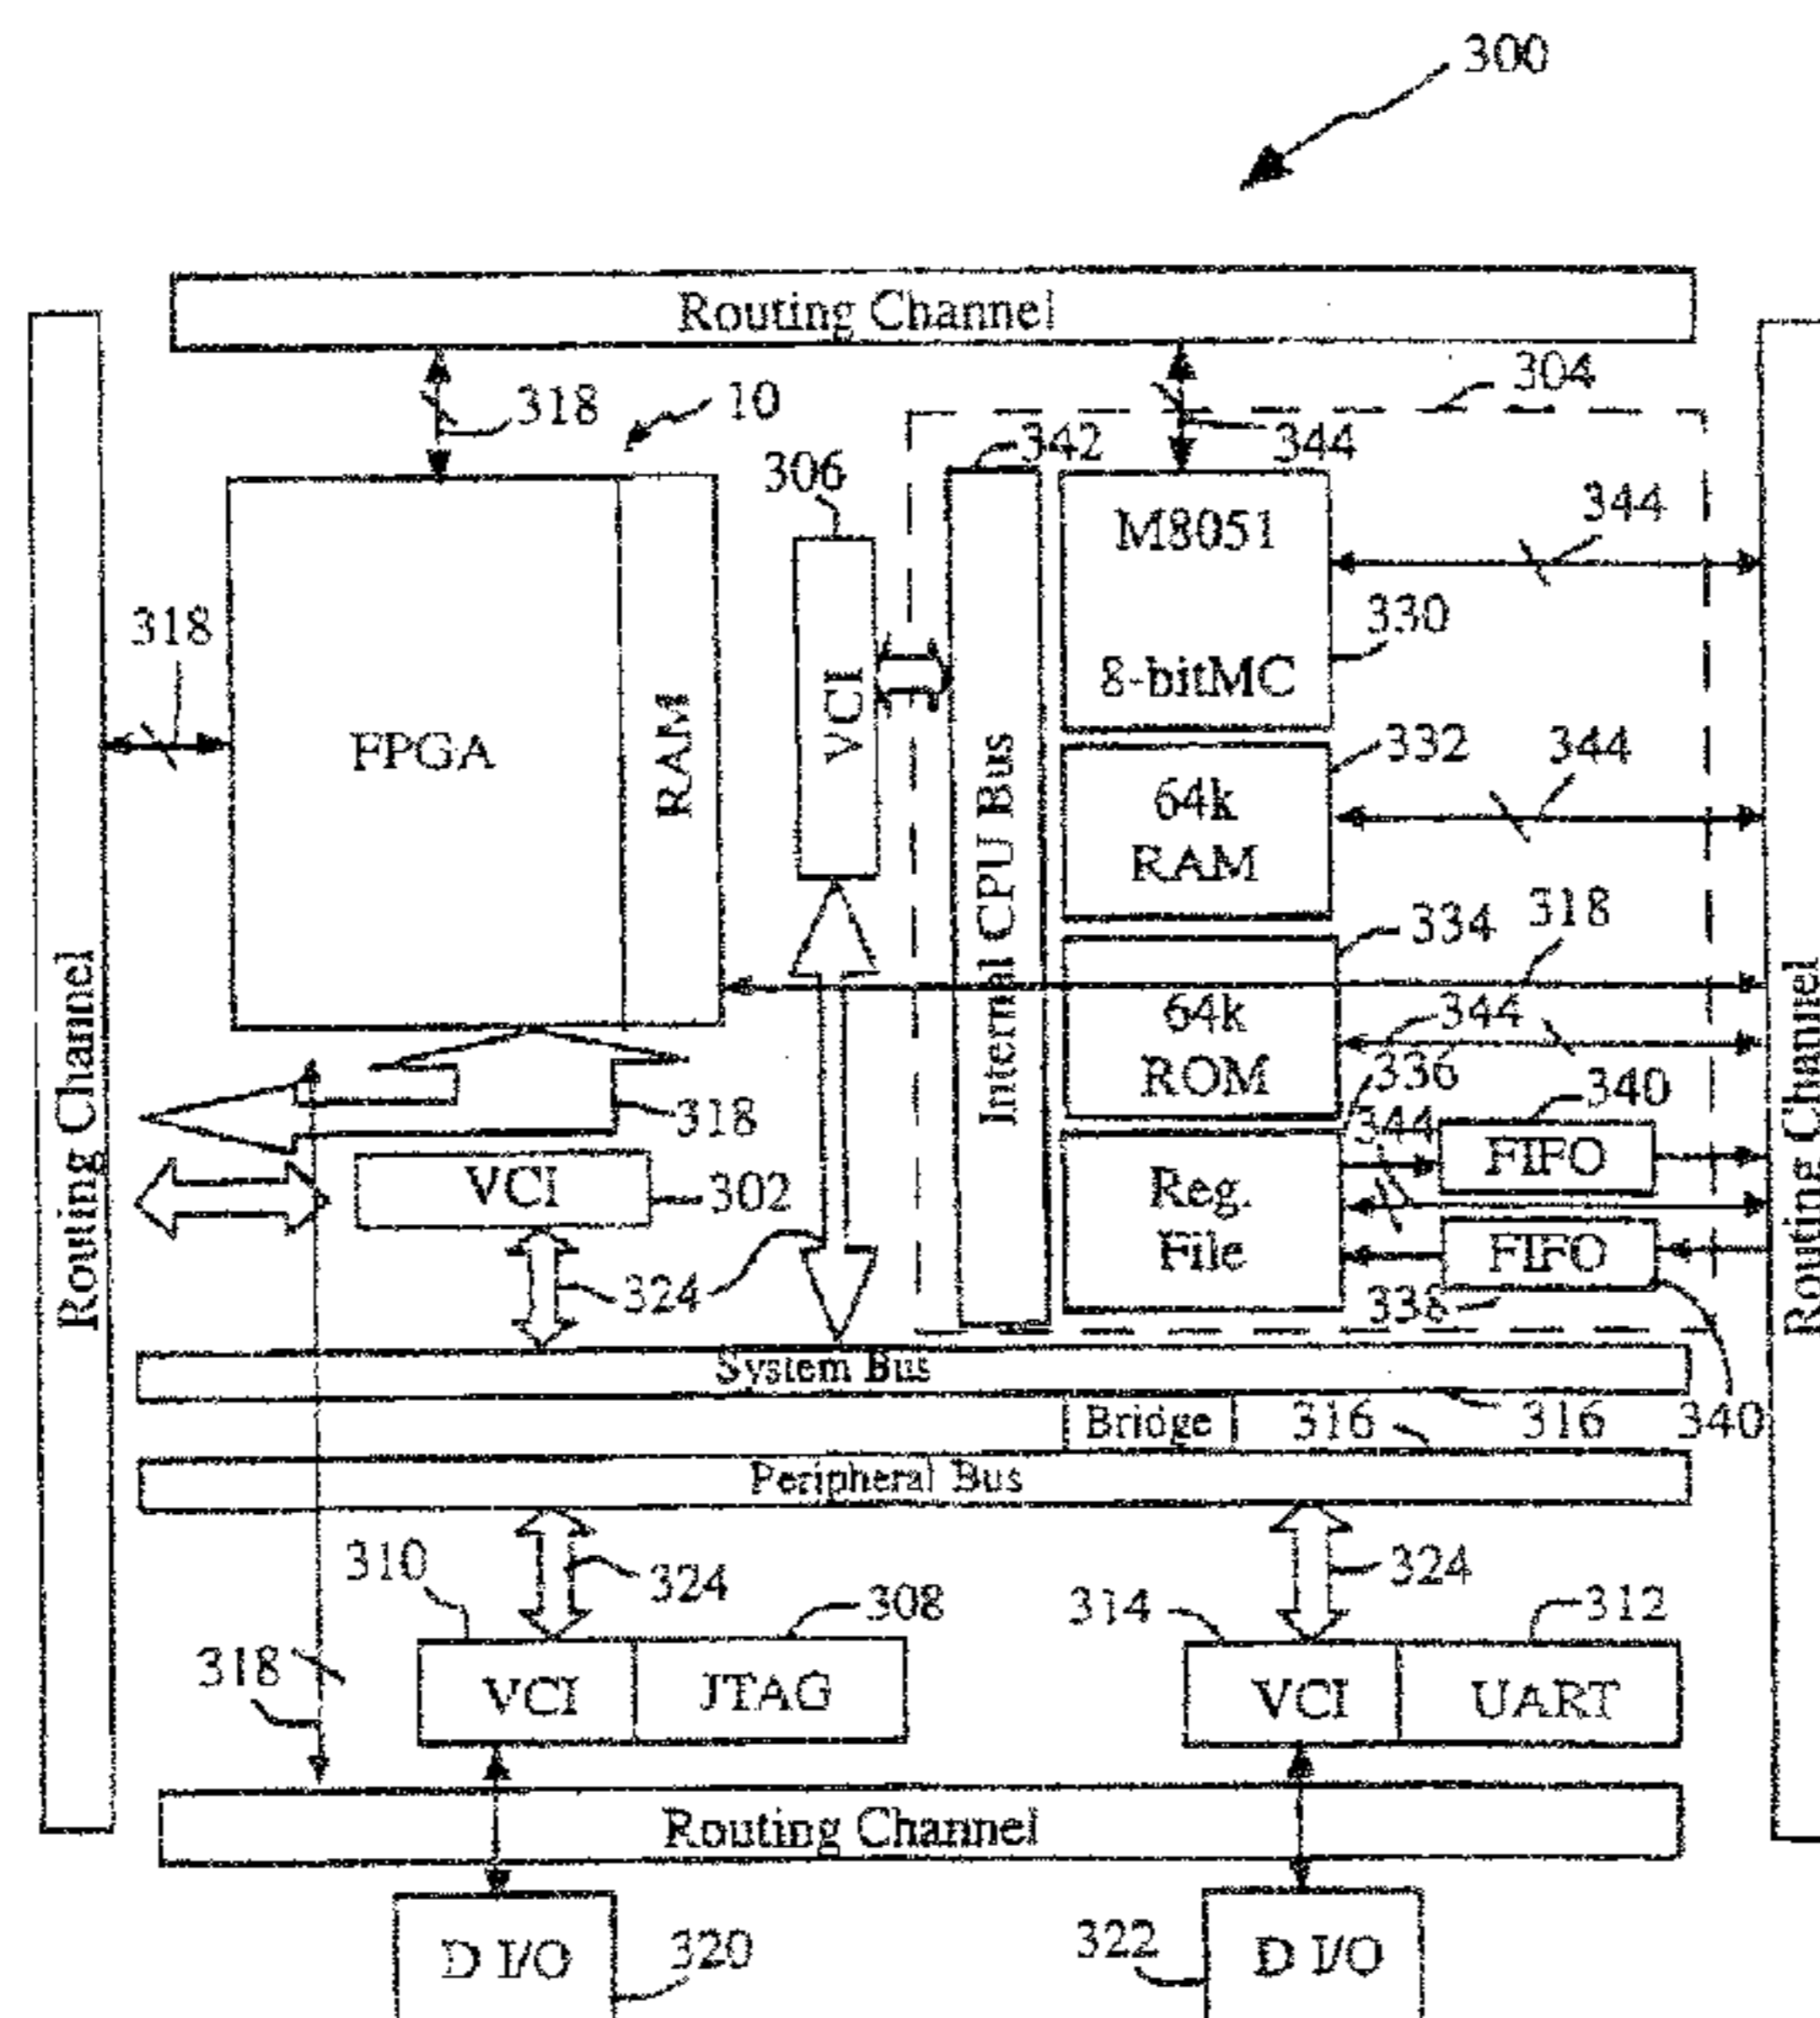 300
Routing Channel
318
10
304
342
344
306
M8051
344
318
330
8-bitMC
VCI
FPGA
RAM
332
344
64k
RAM
Internal CPU Bus
334
318
64k
ROM
344
336
340
318
344
FIFO
VCI
302
Reg.
File
324
FIFO
338
Routing Channel
Routing Channel
System Bus
Bridge
316
316
340
Peripheral Bus
310
324
308
314
324
312
318
VCI
JTAG
VCI
UART
Routing Channel
D I/O
320
322
D I/O